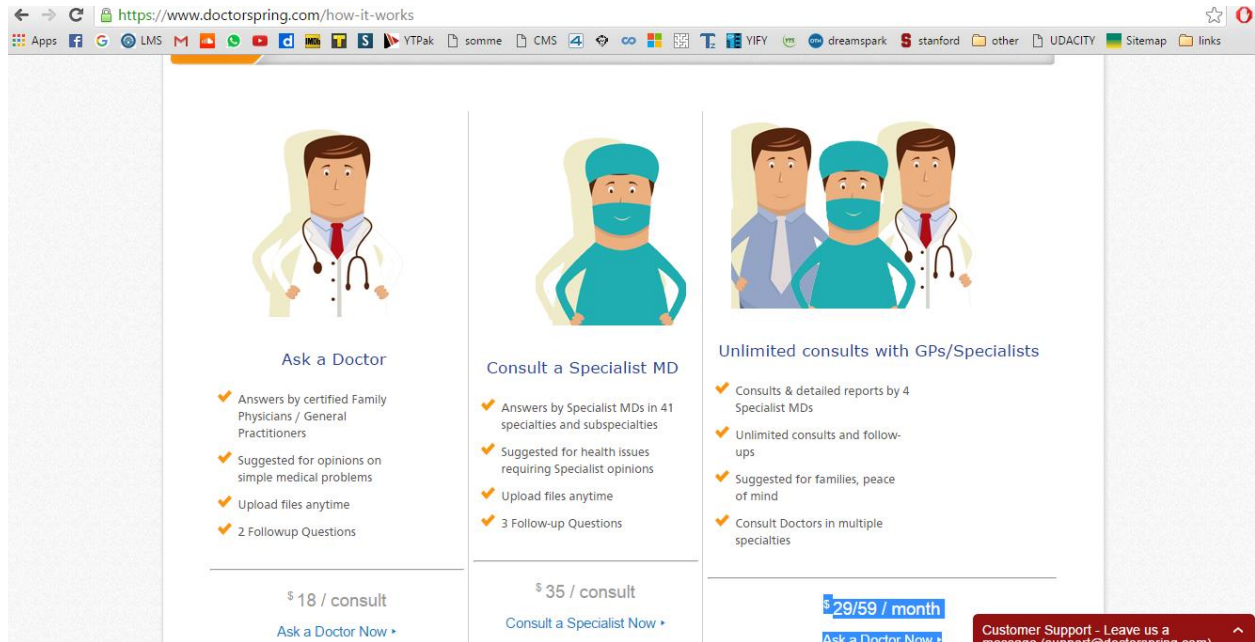 https://www.doctorspring.com/how-it-works
Apps G LMS M IMDb T S YTPak somme CMS 4 YIFY dreamspark S stanford other UDACITY Sitemap links
Ask a Doctor
Answers by certified Family
Physicians / General
Practitioners
Suggested for opinions on
simple medical problems
Upload files anytime
2 Followup Questions
$ 18 / consult
Ask a Doctor Now
Consult a Specialist MD
Answers by Specialist MDs in 41
specialties and subspecialties
Suggested for health issues
requiring Specialist opinions
Upload files anytime
3 Follow-up Questions
$ 35 / consult
Consult a Specialist Now
Unlimited consults with GPs/Specialists
Consults & detailed reports by 4
Specialist MDs
Unlimited consults and follow-
ups
Suggested for families, peace
of mind
Consult Doctors in multiple
specialties
$ 29/59 / month
Ask a Doctor Now
Customer Support - Leave us a
message (support@doctorspring.com)